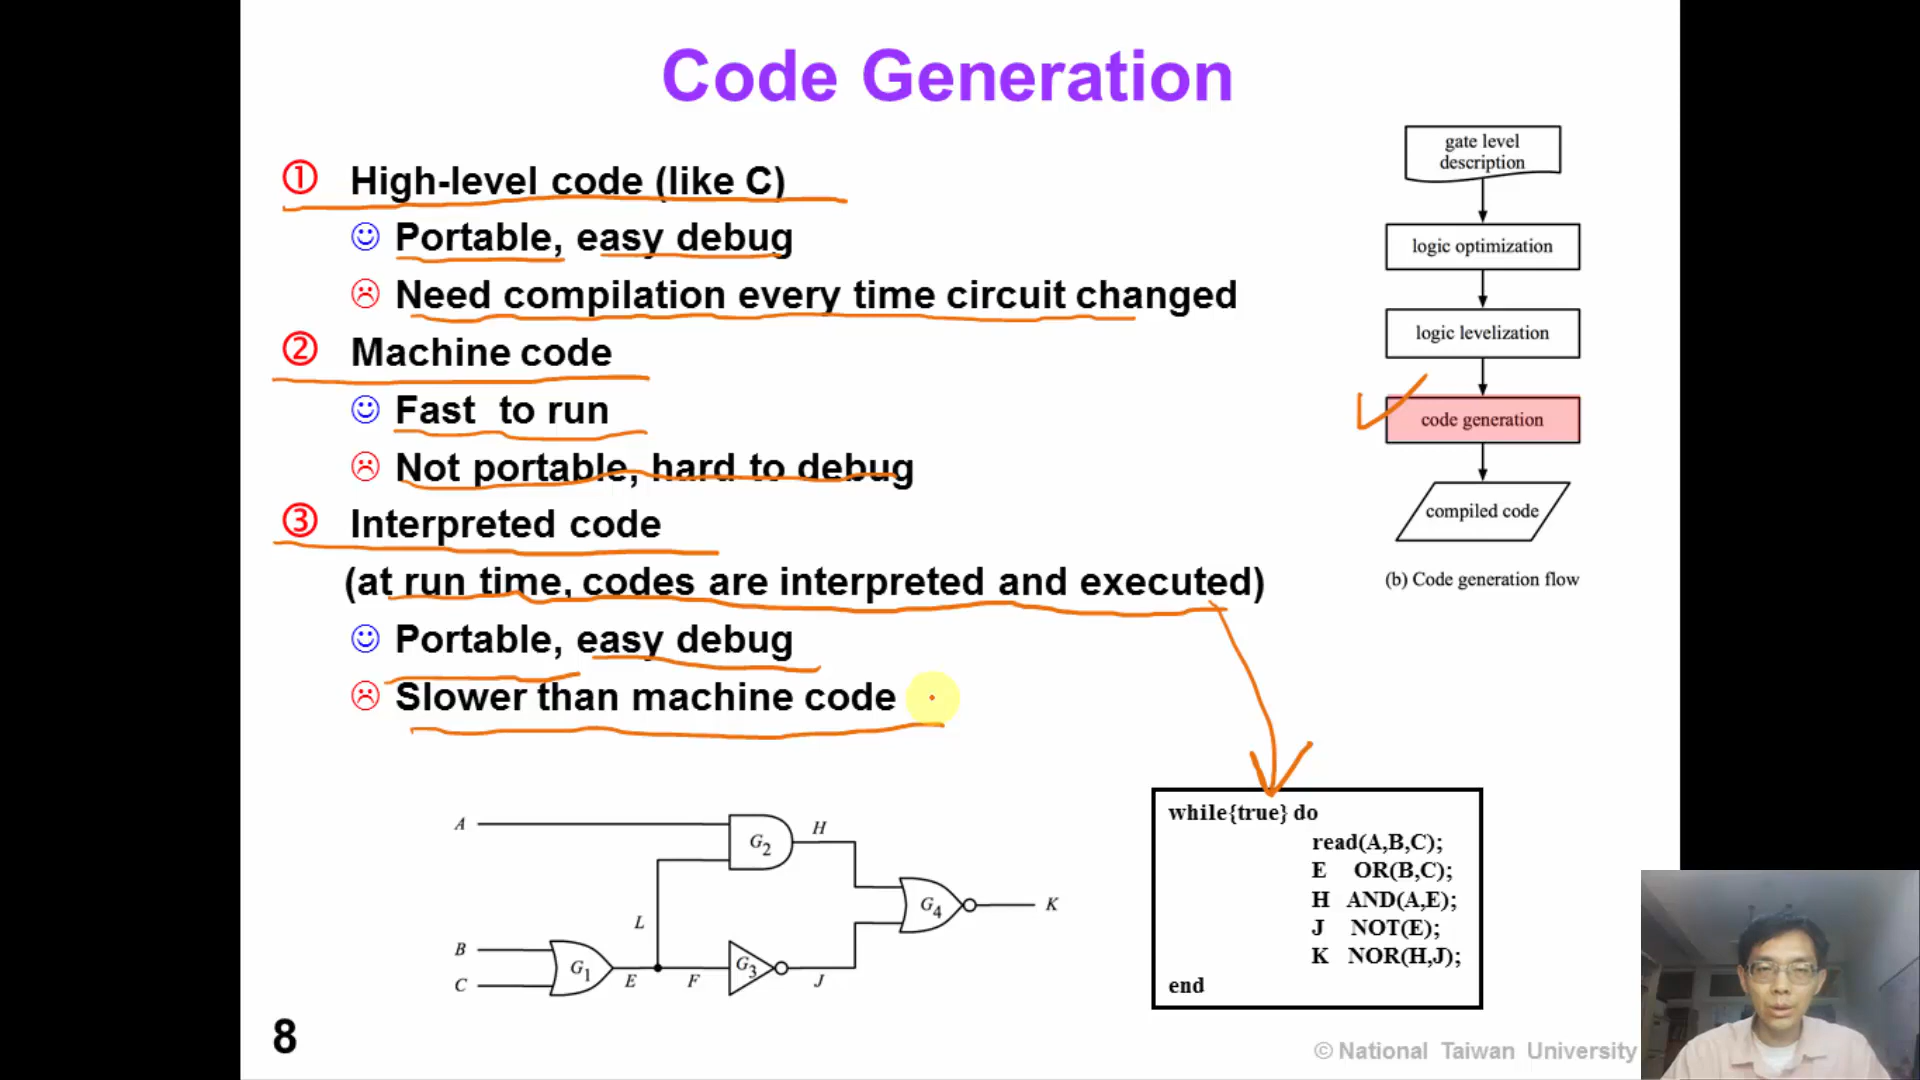 Code Generation
① High-level code (like C)
☺ Portable, easy debug
☹ Need compilation every time circuit changed
② Machine code
☺ Fast to run
☹ Not portable, hard to debug
③ Interpreted code
(at run time, codes are interpreted and executed)
☺ Portable, easy debug
☹ Slower than machine code
gate level
description
logic optimization
logic levelization
code generation
compiled code
(b) Code generation flow
A
G2
H
L
G4
K
B
C
G1
E
F
G3
J
while{true} do
read(A,B,C);
E OR(B,C);
H AND(A,E);
J NOT(E);
K NOR(H,J);
end
8
© National Taiwan University